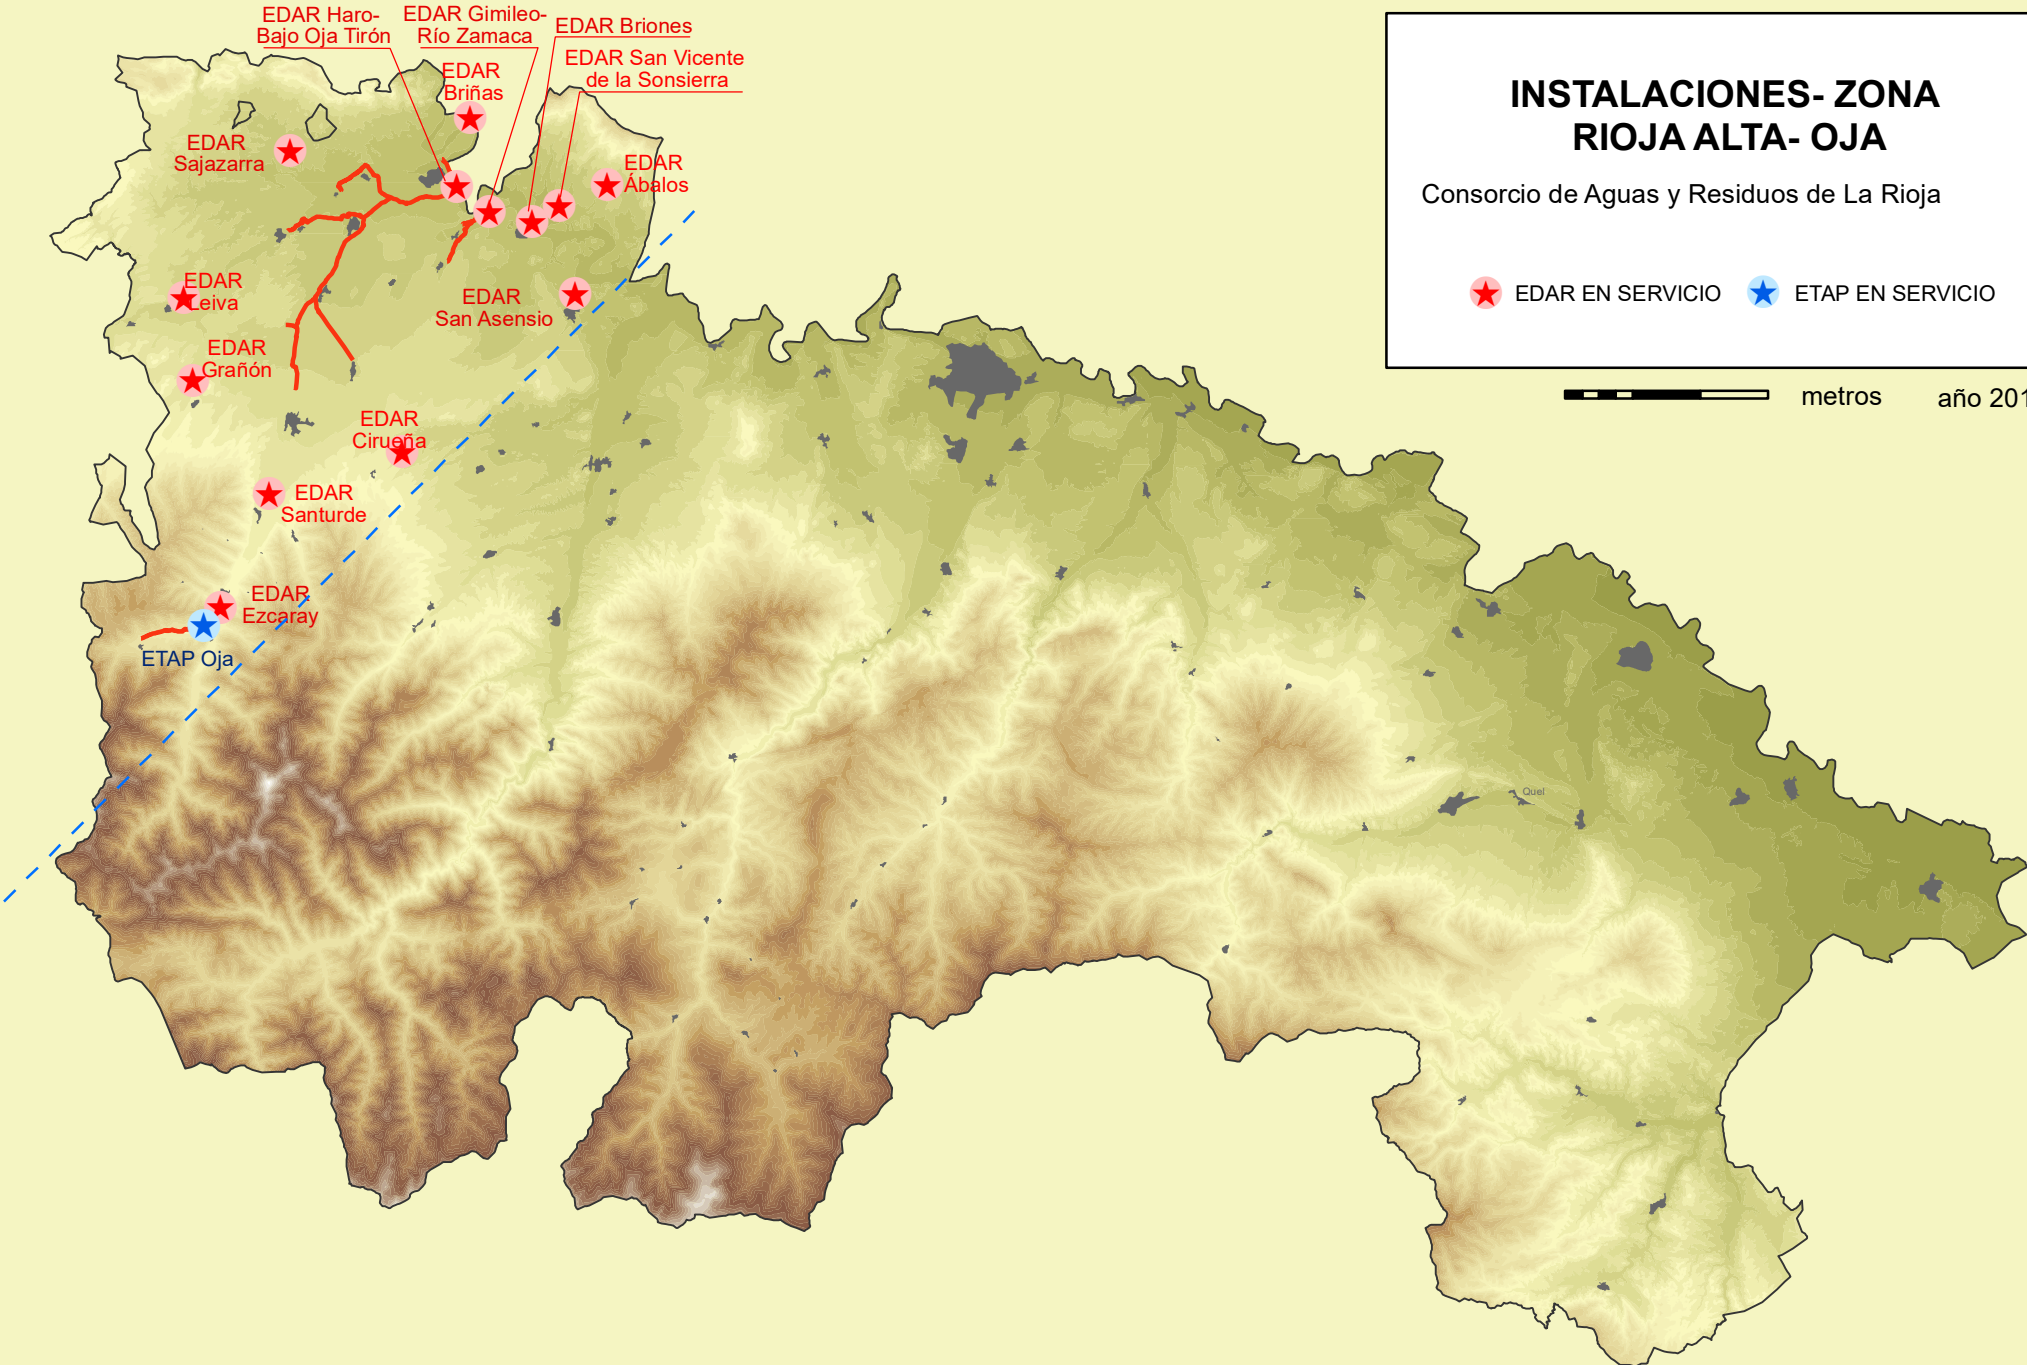 EDAR Haro-
Bajo Oja Tirón
EDAR Gimileo-
Río Zamaca
EDAR Briones
EDAR San Vicente
de la Sonsierra
EDAR
Briñas
EDAR
Sajazarra
EDAR
Ábalos
EDAR
Leiva
EDAR
San Asensio
EDAR
Grañón
EDAR
Cirueña
EDAR
Santurde
EDAR
Ezcaray
ETAP Oja
Quel
INSTALACIONES- ZONA
RIOJA ALTA- OJA
Consorcio de Aguas y Residuos de La Rioja
EDAR EN SERVICIO
ETAP EN SERVICIO
metros
año 201